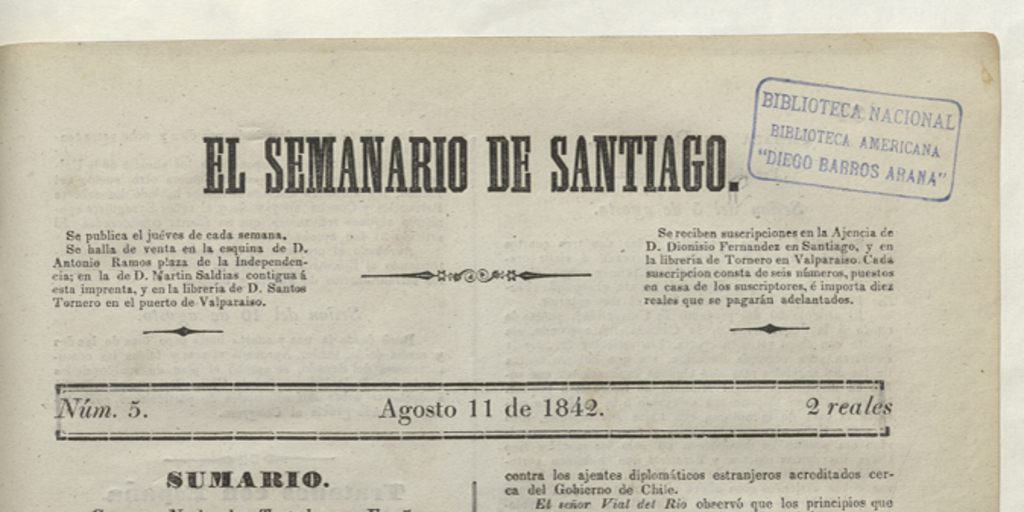 BIBLIOTECA NACIONAL
BIBLIOTECA AMERICANA
"DIEGO BARROS ARANA"
EL SEMANARIO DE SANTIAGO.
Se publica el juéves de cada semana.
Se halla de venta en la esquina de D.
Antonio Ramos plaza de la Independen-
cia; en la de D. Martin Saldias contigua á
esta imprenta, y en la libreria de D. Santos
Tornero en el puerto de Valparaiso.
Se reciben suscripciones en la Ajencia de
D. Dionisio Fernandez en Santiago, y en
la libreria de Tornero en Valparaiso. Cada
suscripcion consta de seis números, puestos
en casa de los suscriptores, é importa diez
reales que se pagarán adelantados.
Núm. 5.
Agosto 11 de 1842.
2 reales
SUMARIO.
contra los ajentes diplomáticos estranjeros acreditados cer-
ca del Gobierno de Chile.
El señor Vial del Rio observó que los principios que